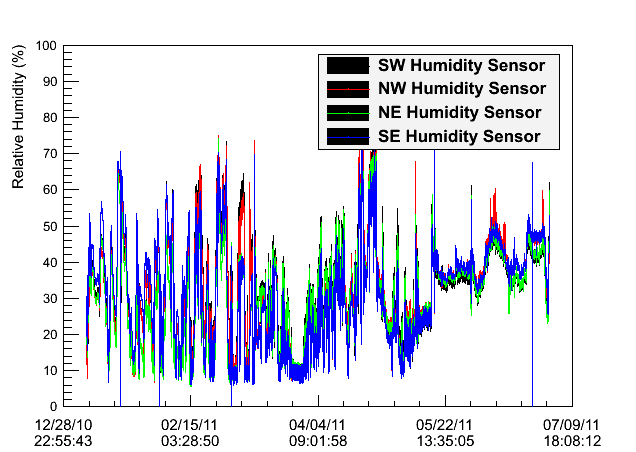 Relative Humidity (%)
100
90
80
70
60
50
40
30
20
10
0
SW Humidity Sensor
NW Humidity Sensor
NE Humidity Sensor
SE Humidity Sensor
12/28/10 02/15/11 04/04/11 05/22/11 07/09/11
22:55:43 03:28:50 09:01:58 13:35:05 18:08:12